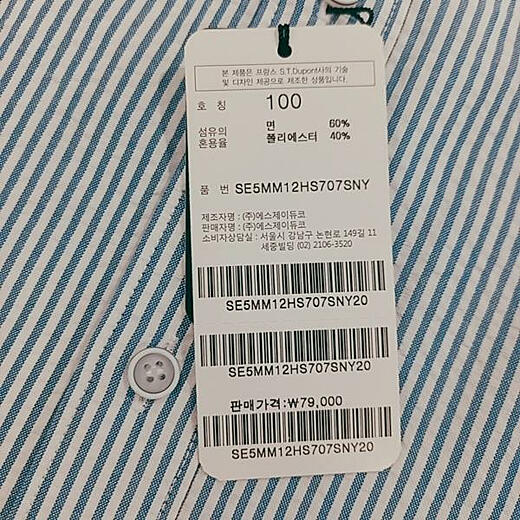 본 제품은 프랑스 S.T.Dupont사의 기술
및 디자인 제공으로 제조한 상품입니다.
호 칭 100
섬유의 면 60%
혼용율 폴리에스터 40%
품 번 SE5MM12HS707SNY
제조자명 : (주)에스제이듀코
판매자명 : (주)에스제이듀코
소비자상담실 : 서울시 강남구 논현로 149길 11
세중빌딩 (02) 2106-3520
SE5MM12HS707SNY20
SE5MM12HS707SNY20
판매가격:₩79,000
SE5MM12HS707SNY20